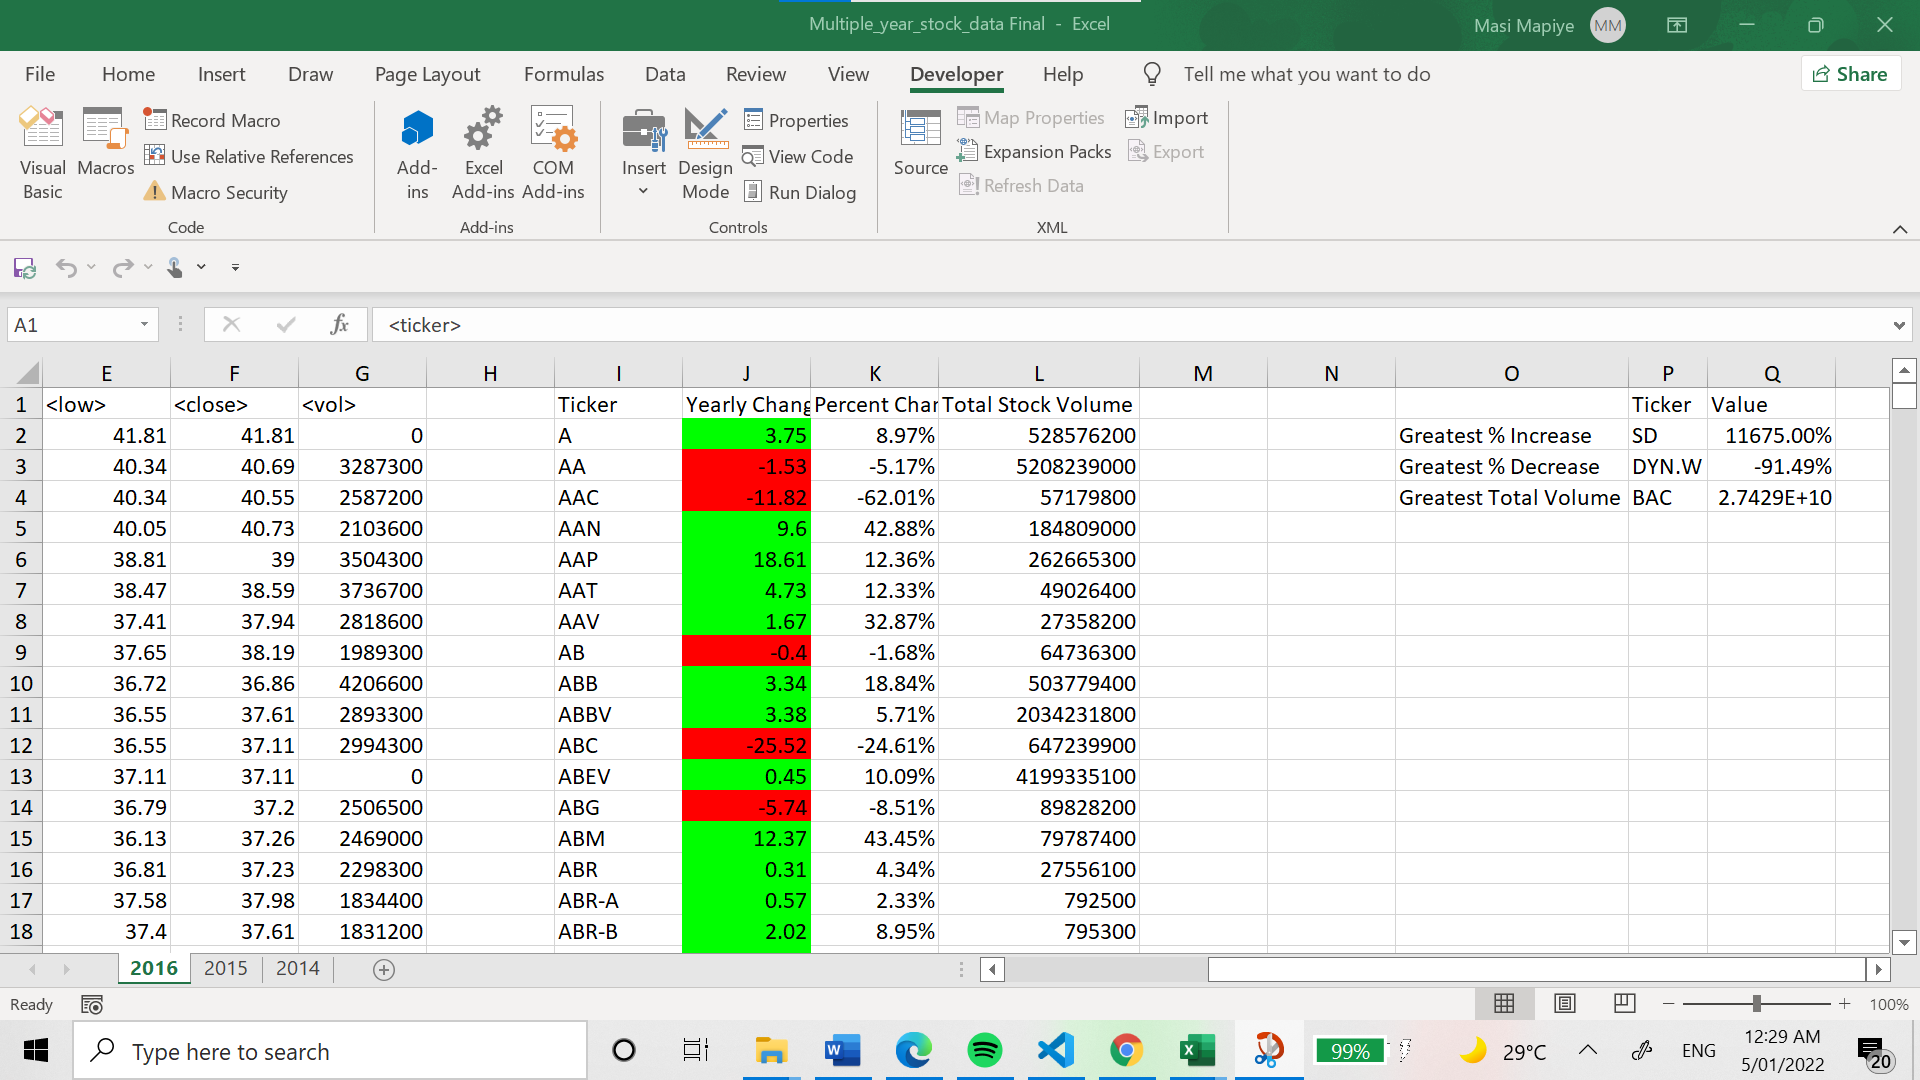 Multiple_year_stock_data Final - Excel
Masi Mapiye MM
File Home Insert Draw Page Layout Formulas Data Review View Developer Help Tell me what you want to do Share
Visual Basic
Macros
Record Macro
Use Relative References
Macro Security
Code
Add-ins
Excel Add-ins
COM Add-ins
Add-ins
Insert
Design Mode
Properties
View Code
Run Dialog
Controls
Source
Map Properties
Expansion Packs
Refresh Data
Import
Export
XML
A1 fx <ticker>
E F G H I J K L M N O P Q
1 <low> <close> <vol> Ticker Yearly Chang Percent Char Total Stock Volume Ticker Value
2 41.81 41.81 0 A 3.75 8.97% 528576200 Greatest % Increase SD 11675.00%
3 40.34 40.69 3287300 AA -1.53 -5.17% 5208239000 Greatest % Decrease DYN.W -91.49%
4 40.34 40.55 2587200 AAC -11.82 -62.01% 57179800 Greatest Total Volume BAC 2.7429E+10
5 40.05 40.73 2103600 AAN 9.6 42.88% 184809000
6 38.81 39 3504300 AAP 18.61 12.36% 262665300
7 38.47 38.59 3736700 AAT 4.73 12.33% 49026400
8 37.41 37.94 2818600 AAV 1.67 32.87% 27358200
9 37.65 38.19 1989300 AB -0.4 -1.68% 64736300
10 36.72 36.86 4206600 ABB 3.34 18.84% 503779400
11 36.55 37.61 2893300 ABBV 3.38 5.71% 2034231800
12 36.55 37.11 2994300 ABC -25.52 -24.61% 647239900
13 37.11 37.11 0 ABEV 0.45 10.09% 4199335100
14 36.79 37.2 2506500 ABG -5.74 -8.51% 89828200
15 36.13 37.26 2469000 ABM 12.37 43.45% 79787400
16 36.81 37.23 2298300 ABR 0.31 4.34% 27556100
17 37.58 37.98 1834400 ABR-A 0.57 2.33% 792500
18 37.4 37.61 1831200 ABR-B 2.02 8.95% 795300
2016 2015 2014
Ready 100%
Type here to search
99% 29°C ENG
12:29 AM
5/01/2022
20